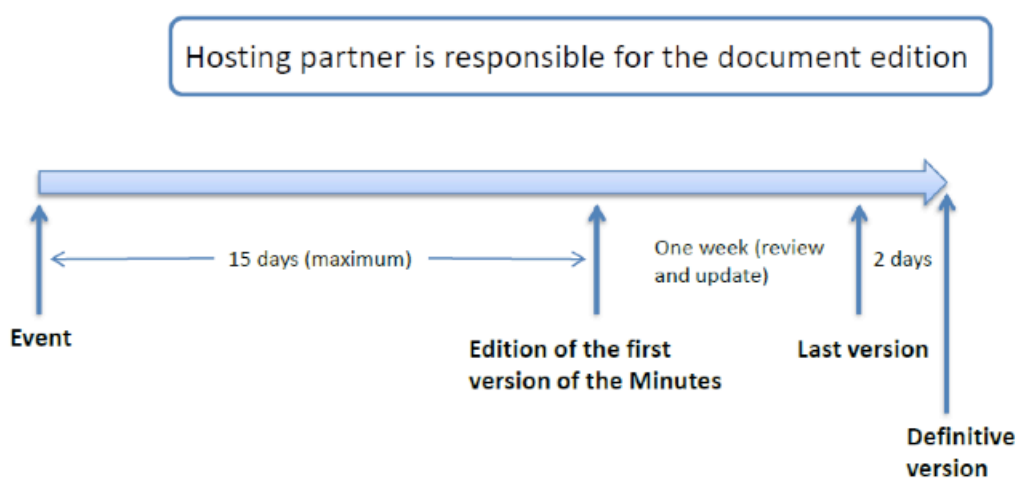 Hosting partner is responsible for the document edition
15 days (maximum)
One week (review
and update)
2 days
Event
Edition of the first
version of the Minutes
Last version
Definitive
version